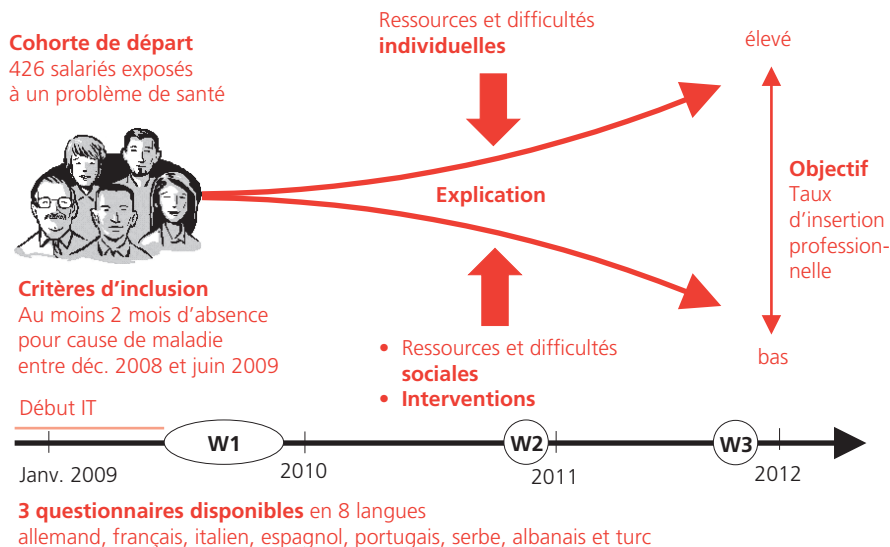 Cohorte de départ
426 salariés exposés
à un problème de santé
Ressources et difficultés
individuelles
élevé
Explication
Objectif
Taux
d'insertion
profession-
nelle
Critères d'inclusion
Au moins 2 mois d'absence
pour cause de maladie
entre déc. 2008 et juin 2009
• Ressources et difficultés
sociales
• Interventions
bas
Début IT
W1
W2
W3
Janv. 2009
2010
2011
2012
3 questionnaires disponibles en 8 langues
allemand, français, italien, espagnol, portugais, serbe, albanais et turc